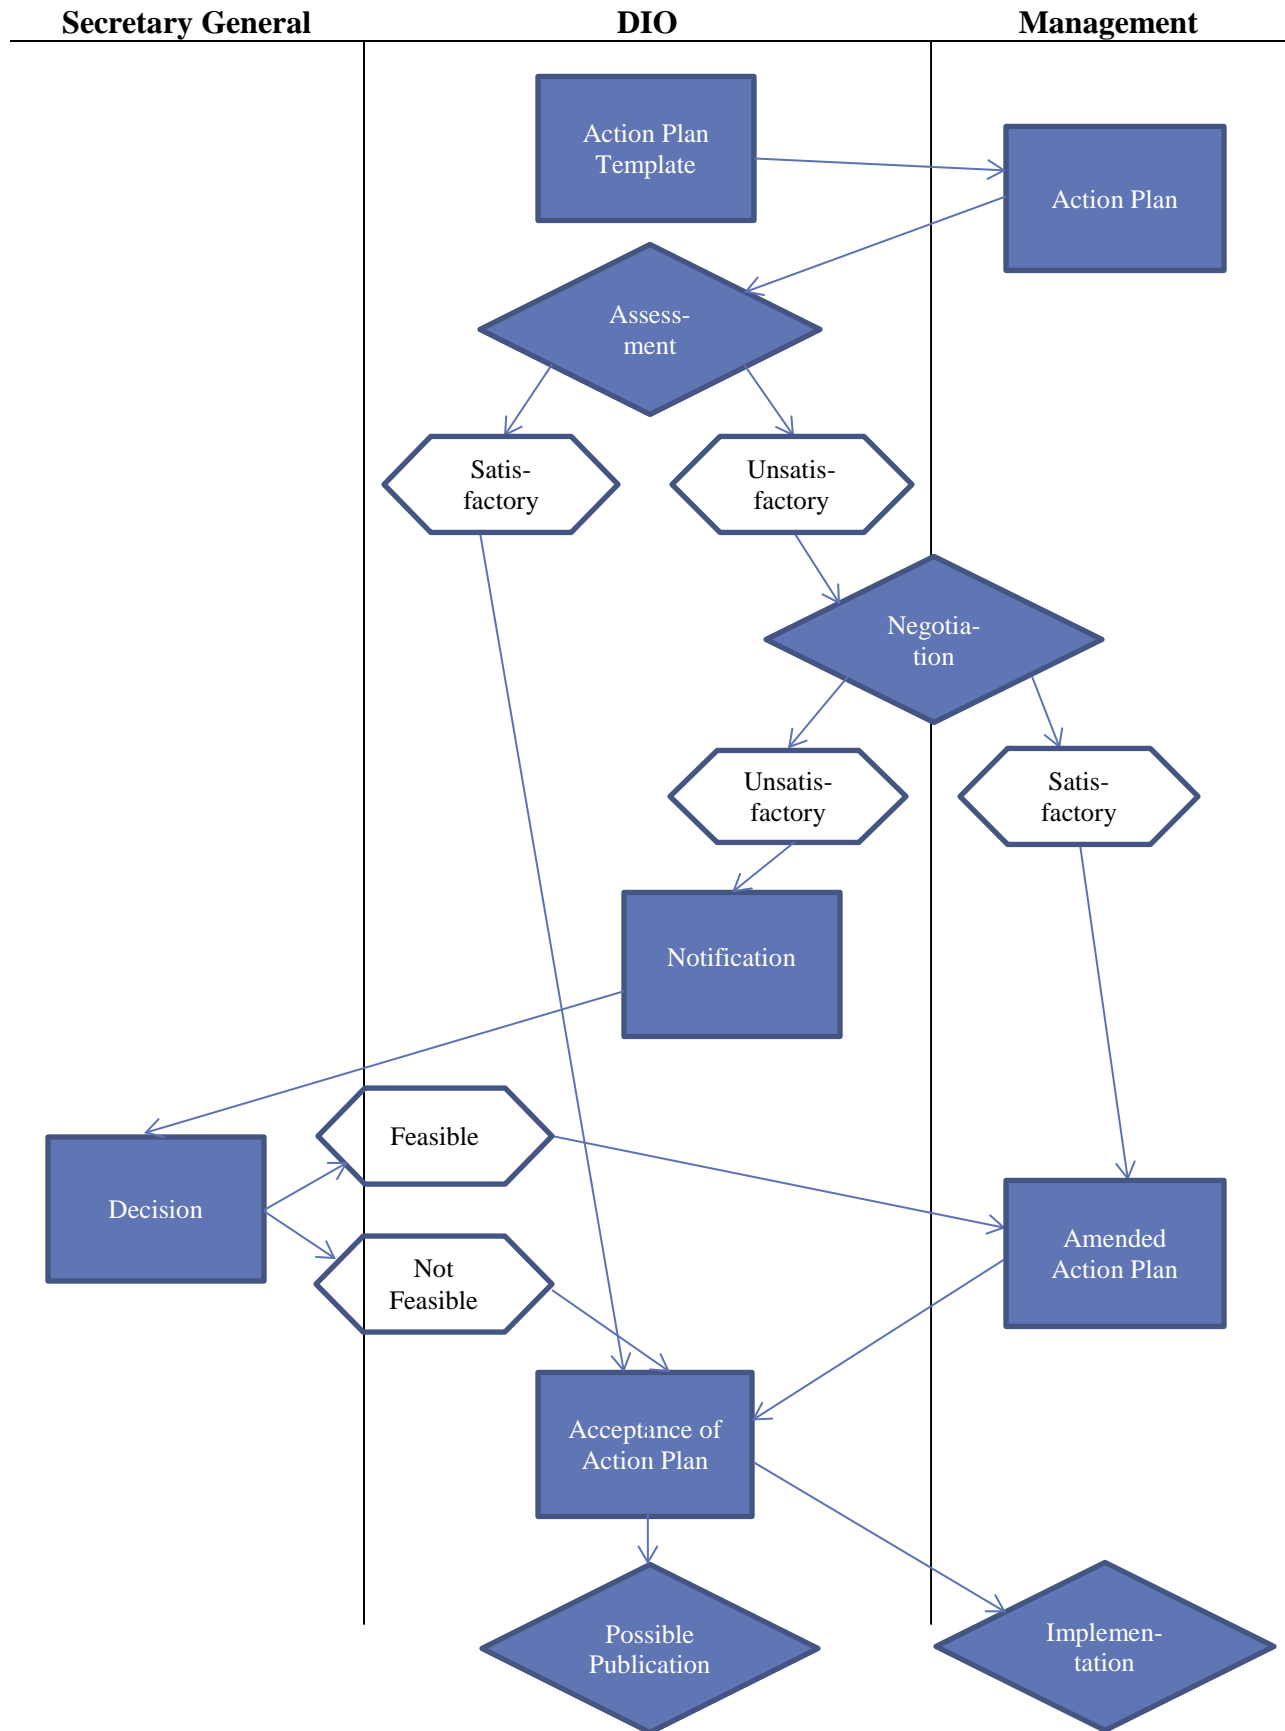 Secretary General
DIO
Management
Action Plan
Template
Action Plan
Assess-
ment
Satis-
factory
Unsatis-
factory
Negotia-
tion
Unsatis-
factory
Satis-
factory
Notification
Feasible
Decision
Not
Feasible
Amended
Action Plan
Acceptance of
Action Plan
Possible
Publication
Implemen-
tation